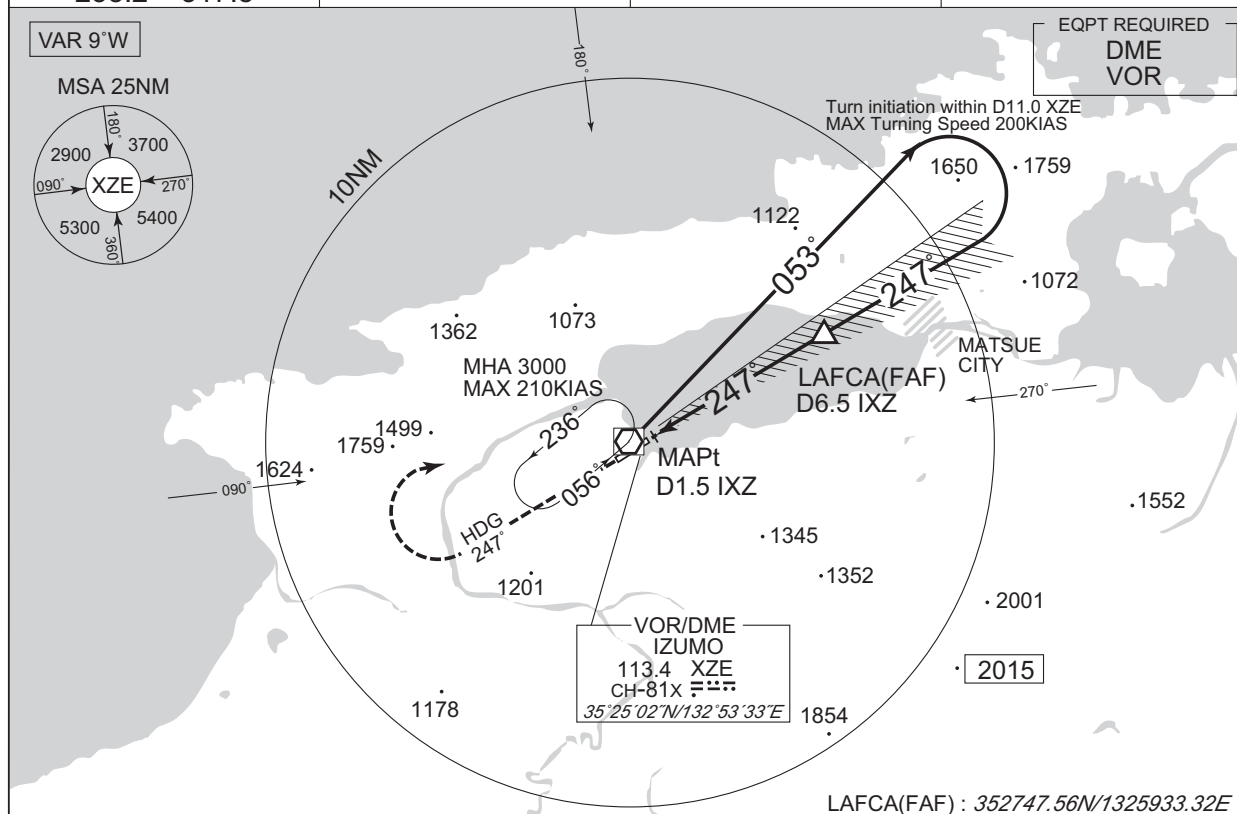 VAR 9°W
MSA 25NM
180°
2900
3700
090°
XZE
270°
5300
5400
360°
180°
EQPT REQUIRED
DME
VOR
10NM
Turn initiation within D11.0 XZE
MAX Turning Speed 200KIAS
1650
1759
1122
053°
247°
1072
1362
1073
MHA 3000
MAX 210KIAS
MATSUE
CITY
LAFCA(FAF)
D6.5 IXZ
247°
270°
236°
1499
1759
1624
090°
MAPt
D1.5 IXZ
056°
HDG
247°
1552
1345
1352
1201
2001
VOR/DME
IZUMO
113.4 XZE
CH-81X
35°25′02″N/132°53′33″E
2015
1178
1854
LAFCA(FAF) : 352747.56N/1325933.32E